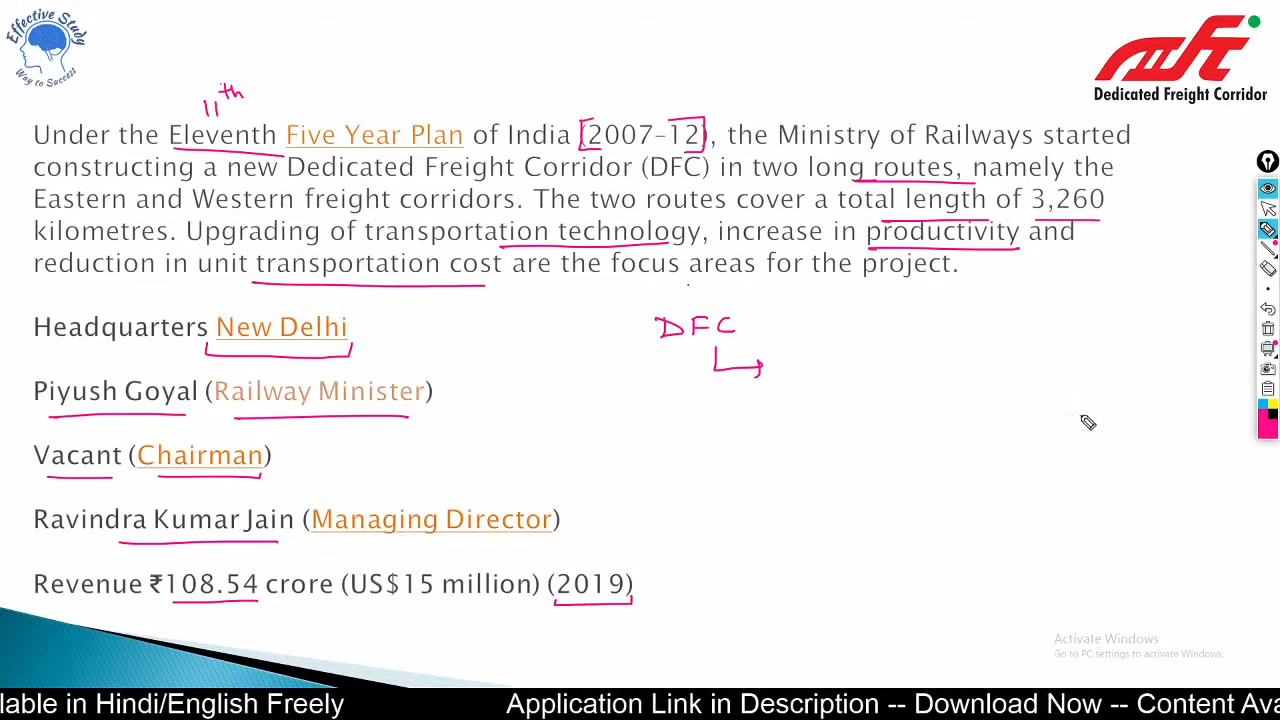 Effective Study
Way to Success
Dedicated Freight Corridor
11th
Under the Eleventh Five Year Plan of India (2007–12), the Ministry of Railways started
constructing a new Dedicated Freight Corridor (DFC) in two long routes, namely the
Eastern and Western freight corridors. The two routes cover a total length of 3,260
kilometres. Upgrading of transportation technology, increase in productivity and
reduction in unit transportation cost are the focus areas for the project.
Headquarters New Delhi
DFC
Piyush Goyal (Railway Minister)
Vacant (Chairman)
Ravindra Kumar Jain (Managing Director)
Revenue ₹108.54 crore (US$15 million) (2019)
Activate Windows
Go to PC settings to activate Windows.
lable in Hindi/English Freely Application Link in Description -- Download Now -- Content Ava